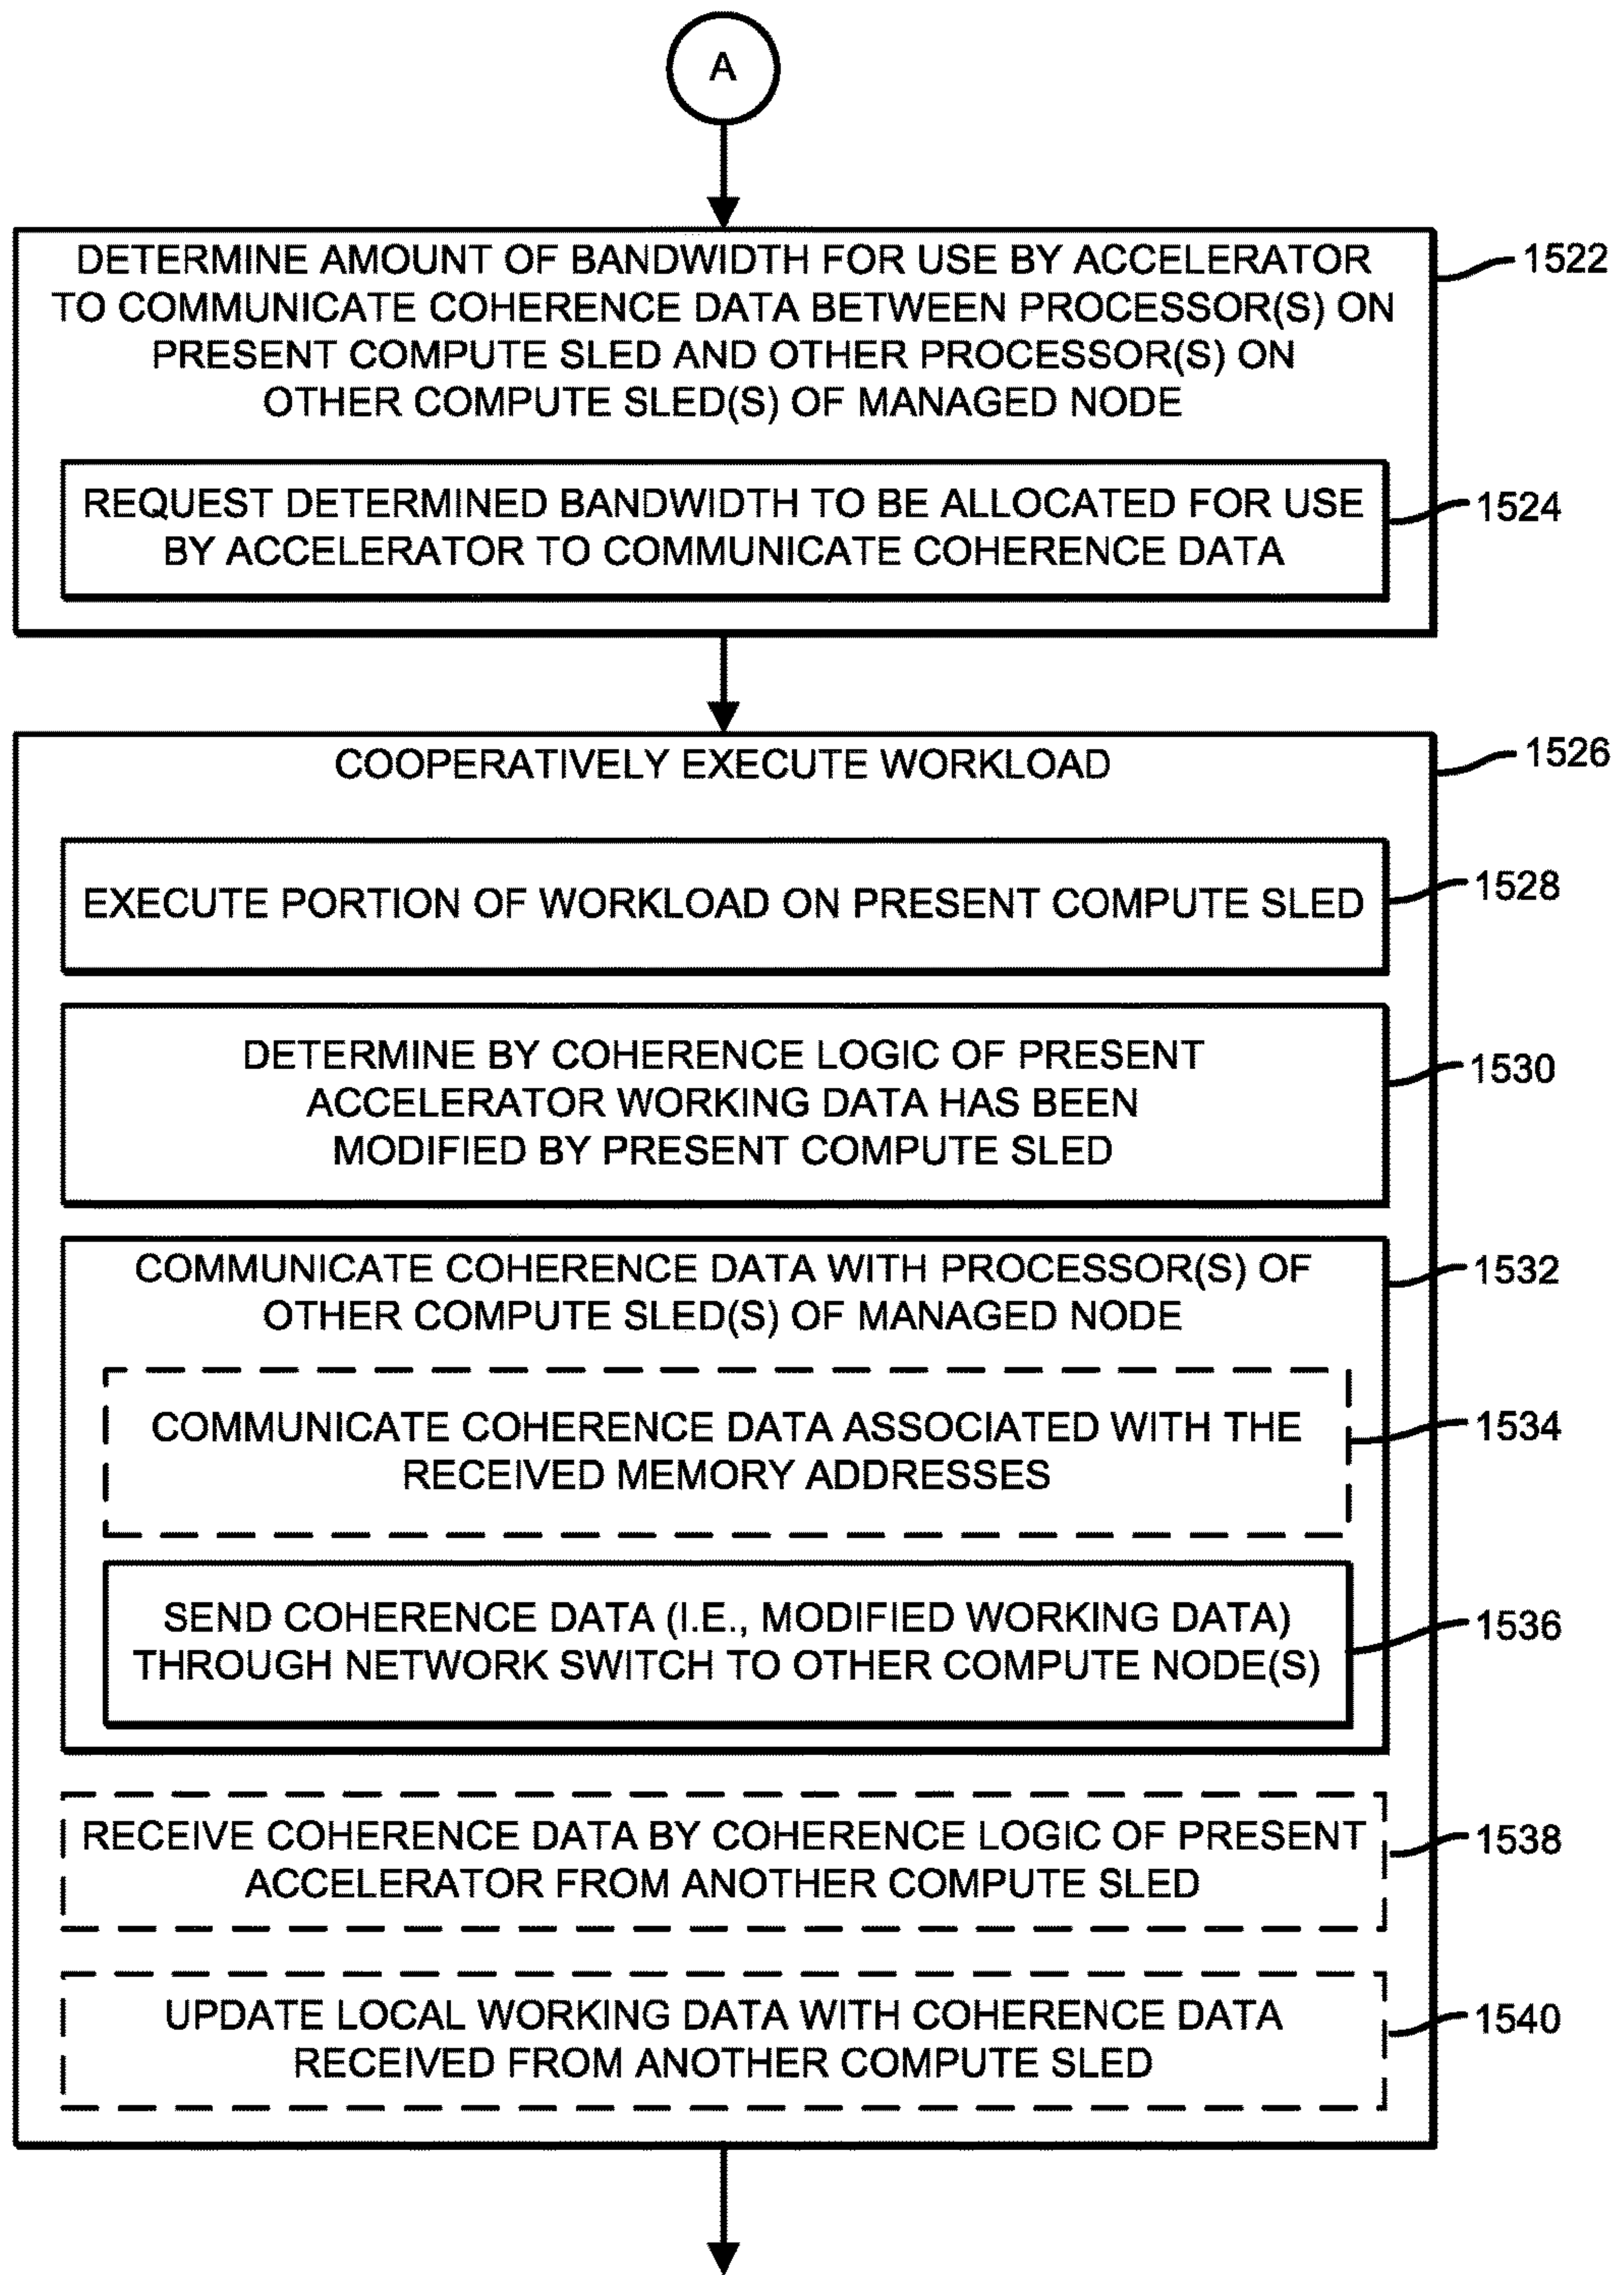 A
DETERMINE AMOUNT OF BANDWIDTH FOR USE BY ACCELERATOR
TO COMMUNICATE COHERENCE DATA BETWEEN PROCESSOR(S) ON
PRESENT COMPUTE SLED AND OTHER PROCESSOR(S) ON
OTHER COMPUTE SLED(S) OF MANAGED NODE
1522
REQUEST DETERMINED BANDWIDTH TO BE ALLOCATED FOR USE
BY ACCELERATOR TO COMMUNICATE COHERENCE DATA
1524
COOPERATIVELY EXECUTE WORKLOAD
1526
EXECUTE PORTION OF WORKLOAD ON PRESENT COMPUTE SLED
1528
DETERMINE BY COHERENCE LOGIC OF PRESENT
ACCELERATOR WORKING DATA HAS BEEN
MODIFIED BY PRESENT COMPUTE SLED
1530
COMMUNICATE COHERENCE DATA WITH PROCESSOR(S) OF
OTHER COMPUTE SLED(S) OF MANAGED NODE
1532
COMMUNICATE COHERENCE DATA ASSOCIATED WITH THE
RECEIVED MEMORY ADDRESSES
1534
SEND COHERENCE DATA (I.E., MODIFIED WORKING DATA)
THROUGH NETWORK SWITCH TO OTHER COMPUTE NODE(S)
1536
RECEIVE COHERENCE DATA BY COHERENCE LOGIC OF PRESENT
ACCELERATOR FROM ANOTHER COMPUTE SLED
1538
UPDATE LOCAL WORKING DATA WITH COHERENCE DATA
RECEIVED FROM ANOTHER COMPUTE SLED
1540